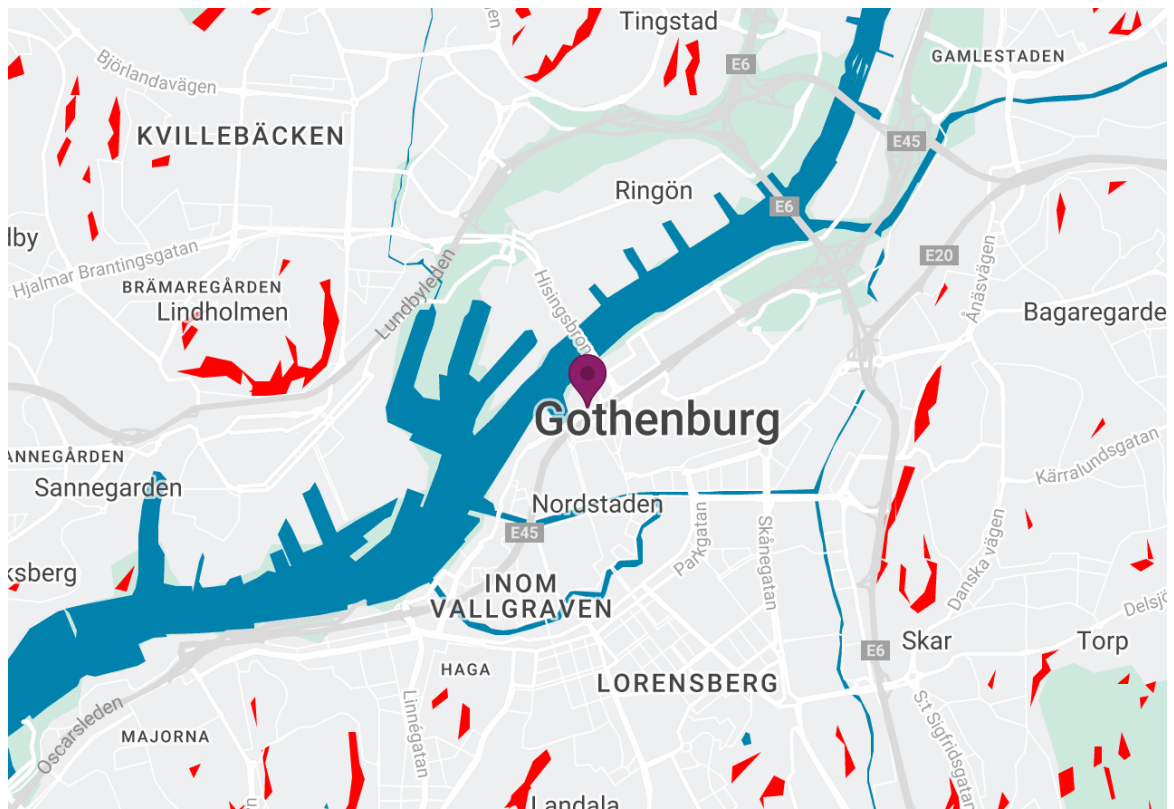 Tingstad
E6
GAMLESTADEN
Björlandavägen
KVILLEBÄCKEN
E45
Ringön
E6
lby
Hjalmar Brantingsgatan
E20
Ånäsvägen
BRÄMAREGÅRDEN
Lindholmen
Lundbyleden
Hisingsbron
Bagaregarde
Gothenburg
ANNEGÅRDEN
Sannegarden
Kärralundsgatan
Nordstaden
E45
Parkgatan
Skånegatan
Danska vägen
ksberg
INOM
VALLGRAVEN
Delsjö
E6
Skar
Torp
HAGA
LORENSBERG
Linnégatan
Oscarsleden
MAJORNA
S:t Sigfridsgatan
Landala